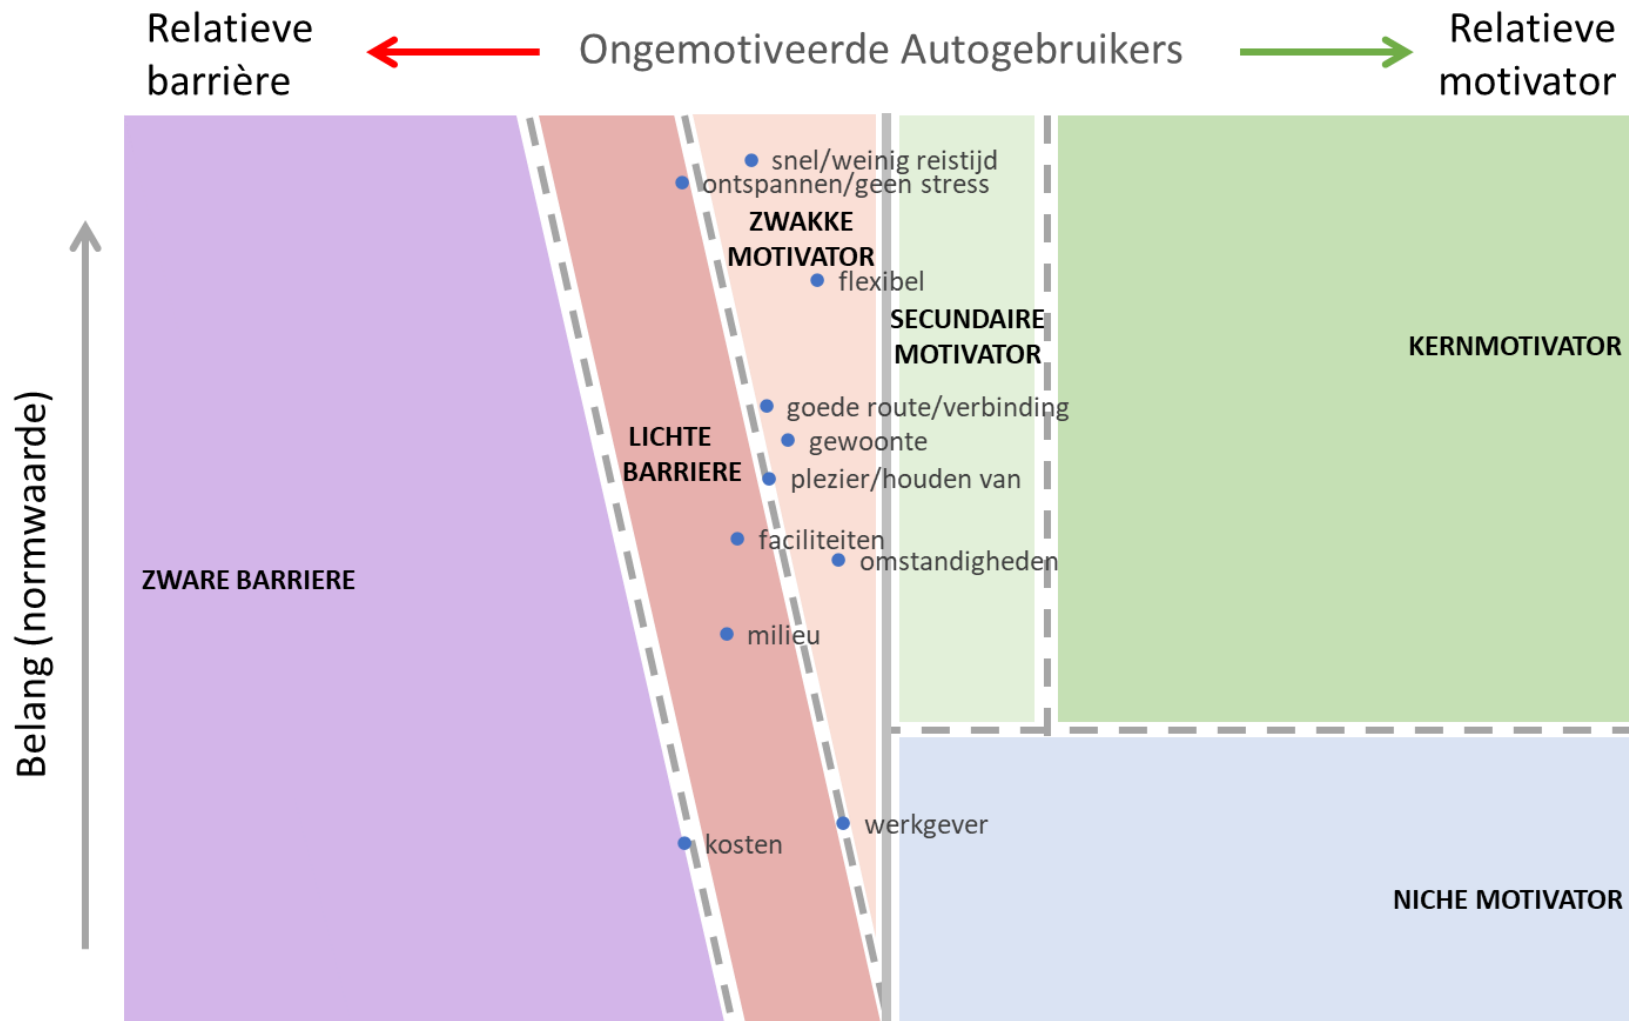 Relatieve
barrière
Ongemotiveerde Autogebruikers
Relatieve
motivator
snel/weinig reistijd
ontspannen/geen stress
ZWAKKE
MOTIVATOR
flexibel
SECUNDAIRE
MOTIVATOR
KERNMOTIVATOR
goede route/verbinding
LICHTE
BARRIERE
gewoonte
plezier/houden van
faciliteiten
omstandigheden
ZWARE BARRIERE
milieu
Belang (normwaarde)
werkgever
kosten
NICHE MOTIVATOR